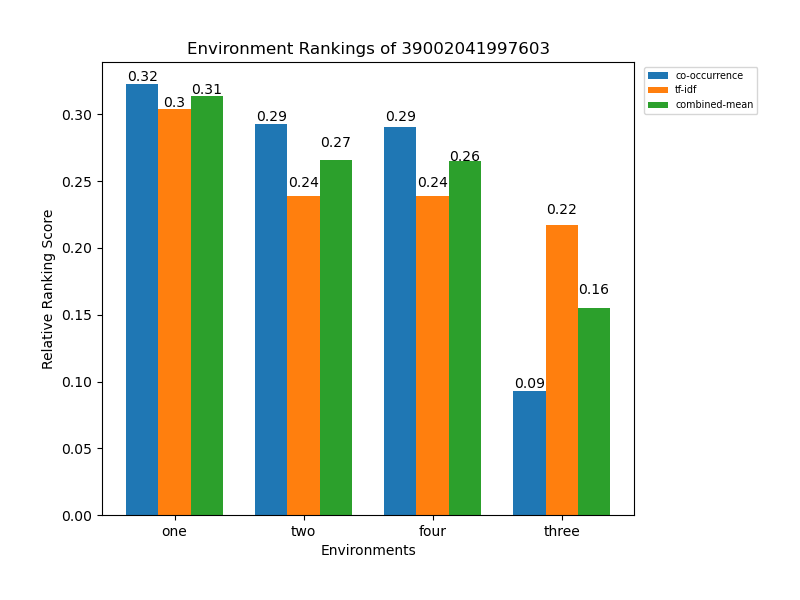 Environment Rankings of 39002041997603
co-occurrence
tf-idf
combined-mean
Relative Ranking Score
0.30
0.25
0.20
0.15
0.10
0.05
0.00
0.32
0.3
0.31
0.29
0.24
0.27
0.29
0.24
0.26
0.09
0.22
0.16
one
two
four
three
Environments